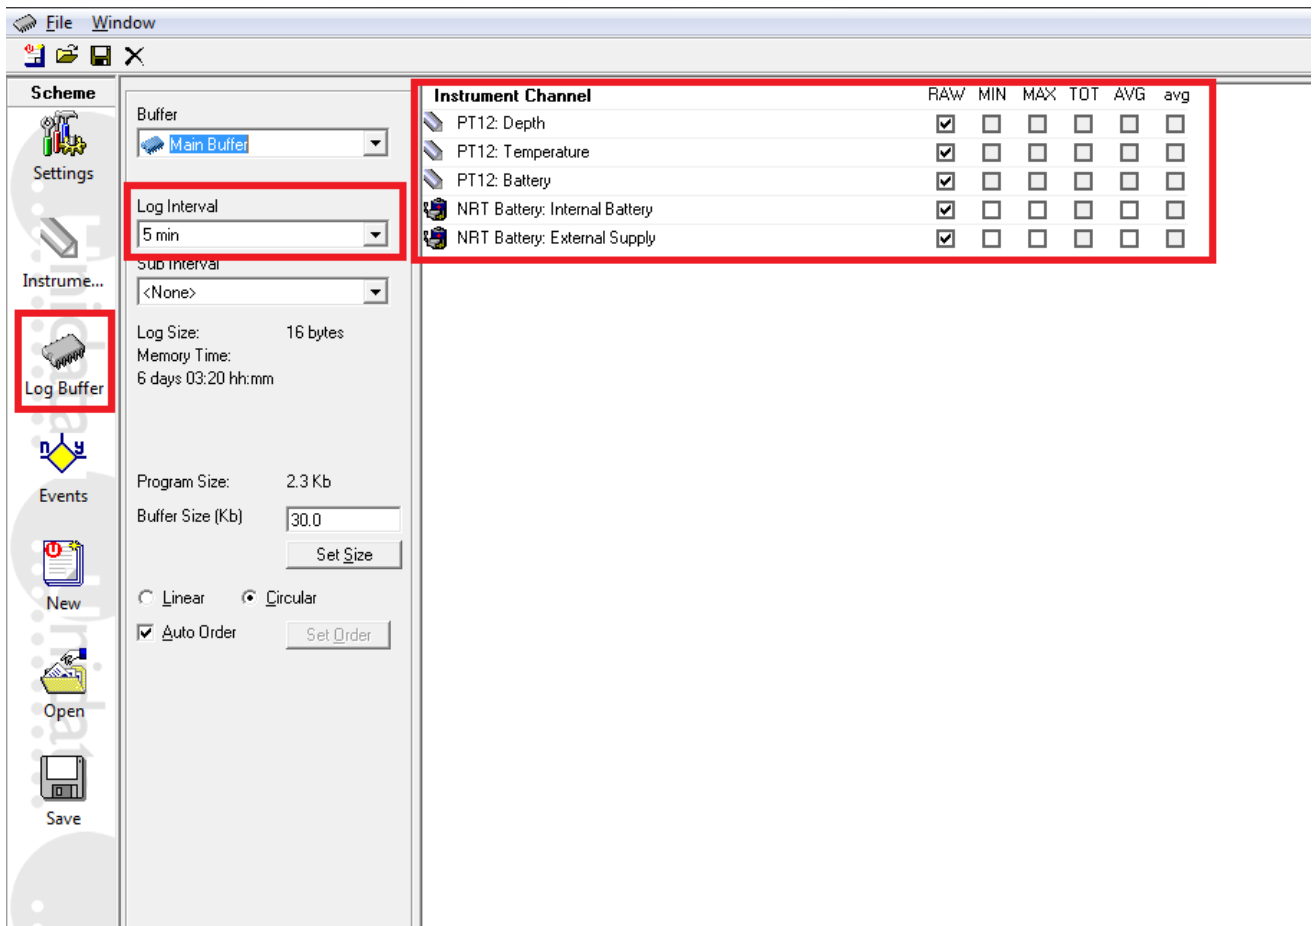 File Window
Scheme
Settings
Instrume...
Log Buffer
Events
New
Open
Save
Buffer
Main Buffer
Log Interval
5 min
Sub Interval
<None>
Log Size: 16 bytes
Memory Time:
6 days 03:20 hh:mm
Program Size: 2.3 Kb
Buffer Size (Kb) 30.0
Set Size
Linear Circular
Auto Order Set Order
Instrument Channel RAW MIN MAX TOT AVG avg
PT12: Depth
PT12: Temperature
PT12: Battery
NRT Battery: Internal Battery
NRT Battery: External Supply